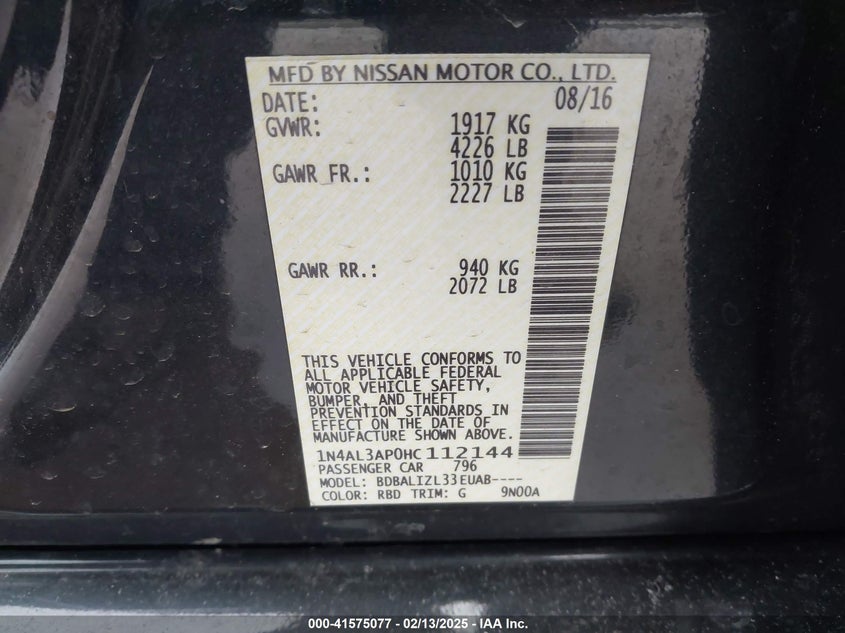 MFD BY NISSAN MOTOR CO., LTD.
DATE: 08/16
GVWR: 1917 KG
4226 LB
GAWR FR.: 1010 KG
2227 LB
GAWR RR.: 940 KG
2072 LB
THIS VEHICLE CONFORMS TO
ALL APPLICABLE FEDERAL
MOTOR VEHICLE SAFETY,
BUMPER, AND THEFT
PREVENTION STANDARDS IN
EFFECT ON THE DATE OF
MANUFACTURE SHOWN ABOVE.
1N4AL3AP0HC112144
PASSENGER CAR 796
MODEL: BDBALIZL33EUAB----
COLOR: RBD TRIM: G 9N00A
000-41575077 - 02/13/2025 - IAA Inc.